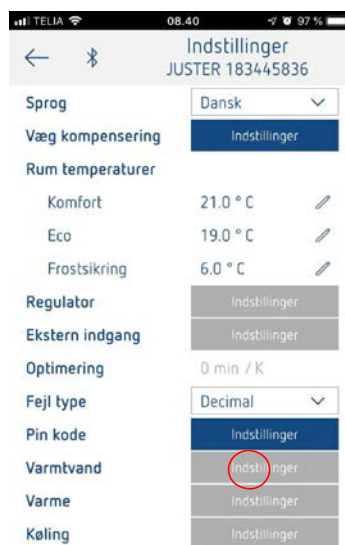 TELIA 08.40 97 %
Indstillinger
JUSTER 183445836
Sprog Dansk
Væg kompensering Indstillinger
Rum temperaturer
Komfort 21.0 ° C
Eco 19.0 ° C
Frostsikring 6.0 ° C
Regulator Indstillinger
Ekstern indgang Indstillinger
Optimering 0 min / K
Fejl type Decimal
Pin kode Indstillinger
Varmtvand Indstillinger
Varme Indstillinger
Køling Indstillinger